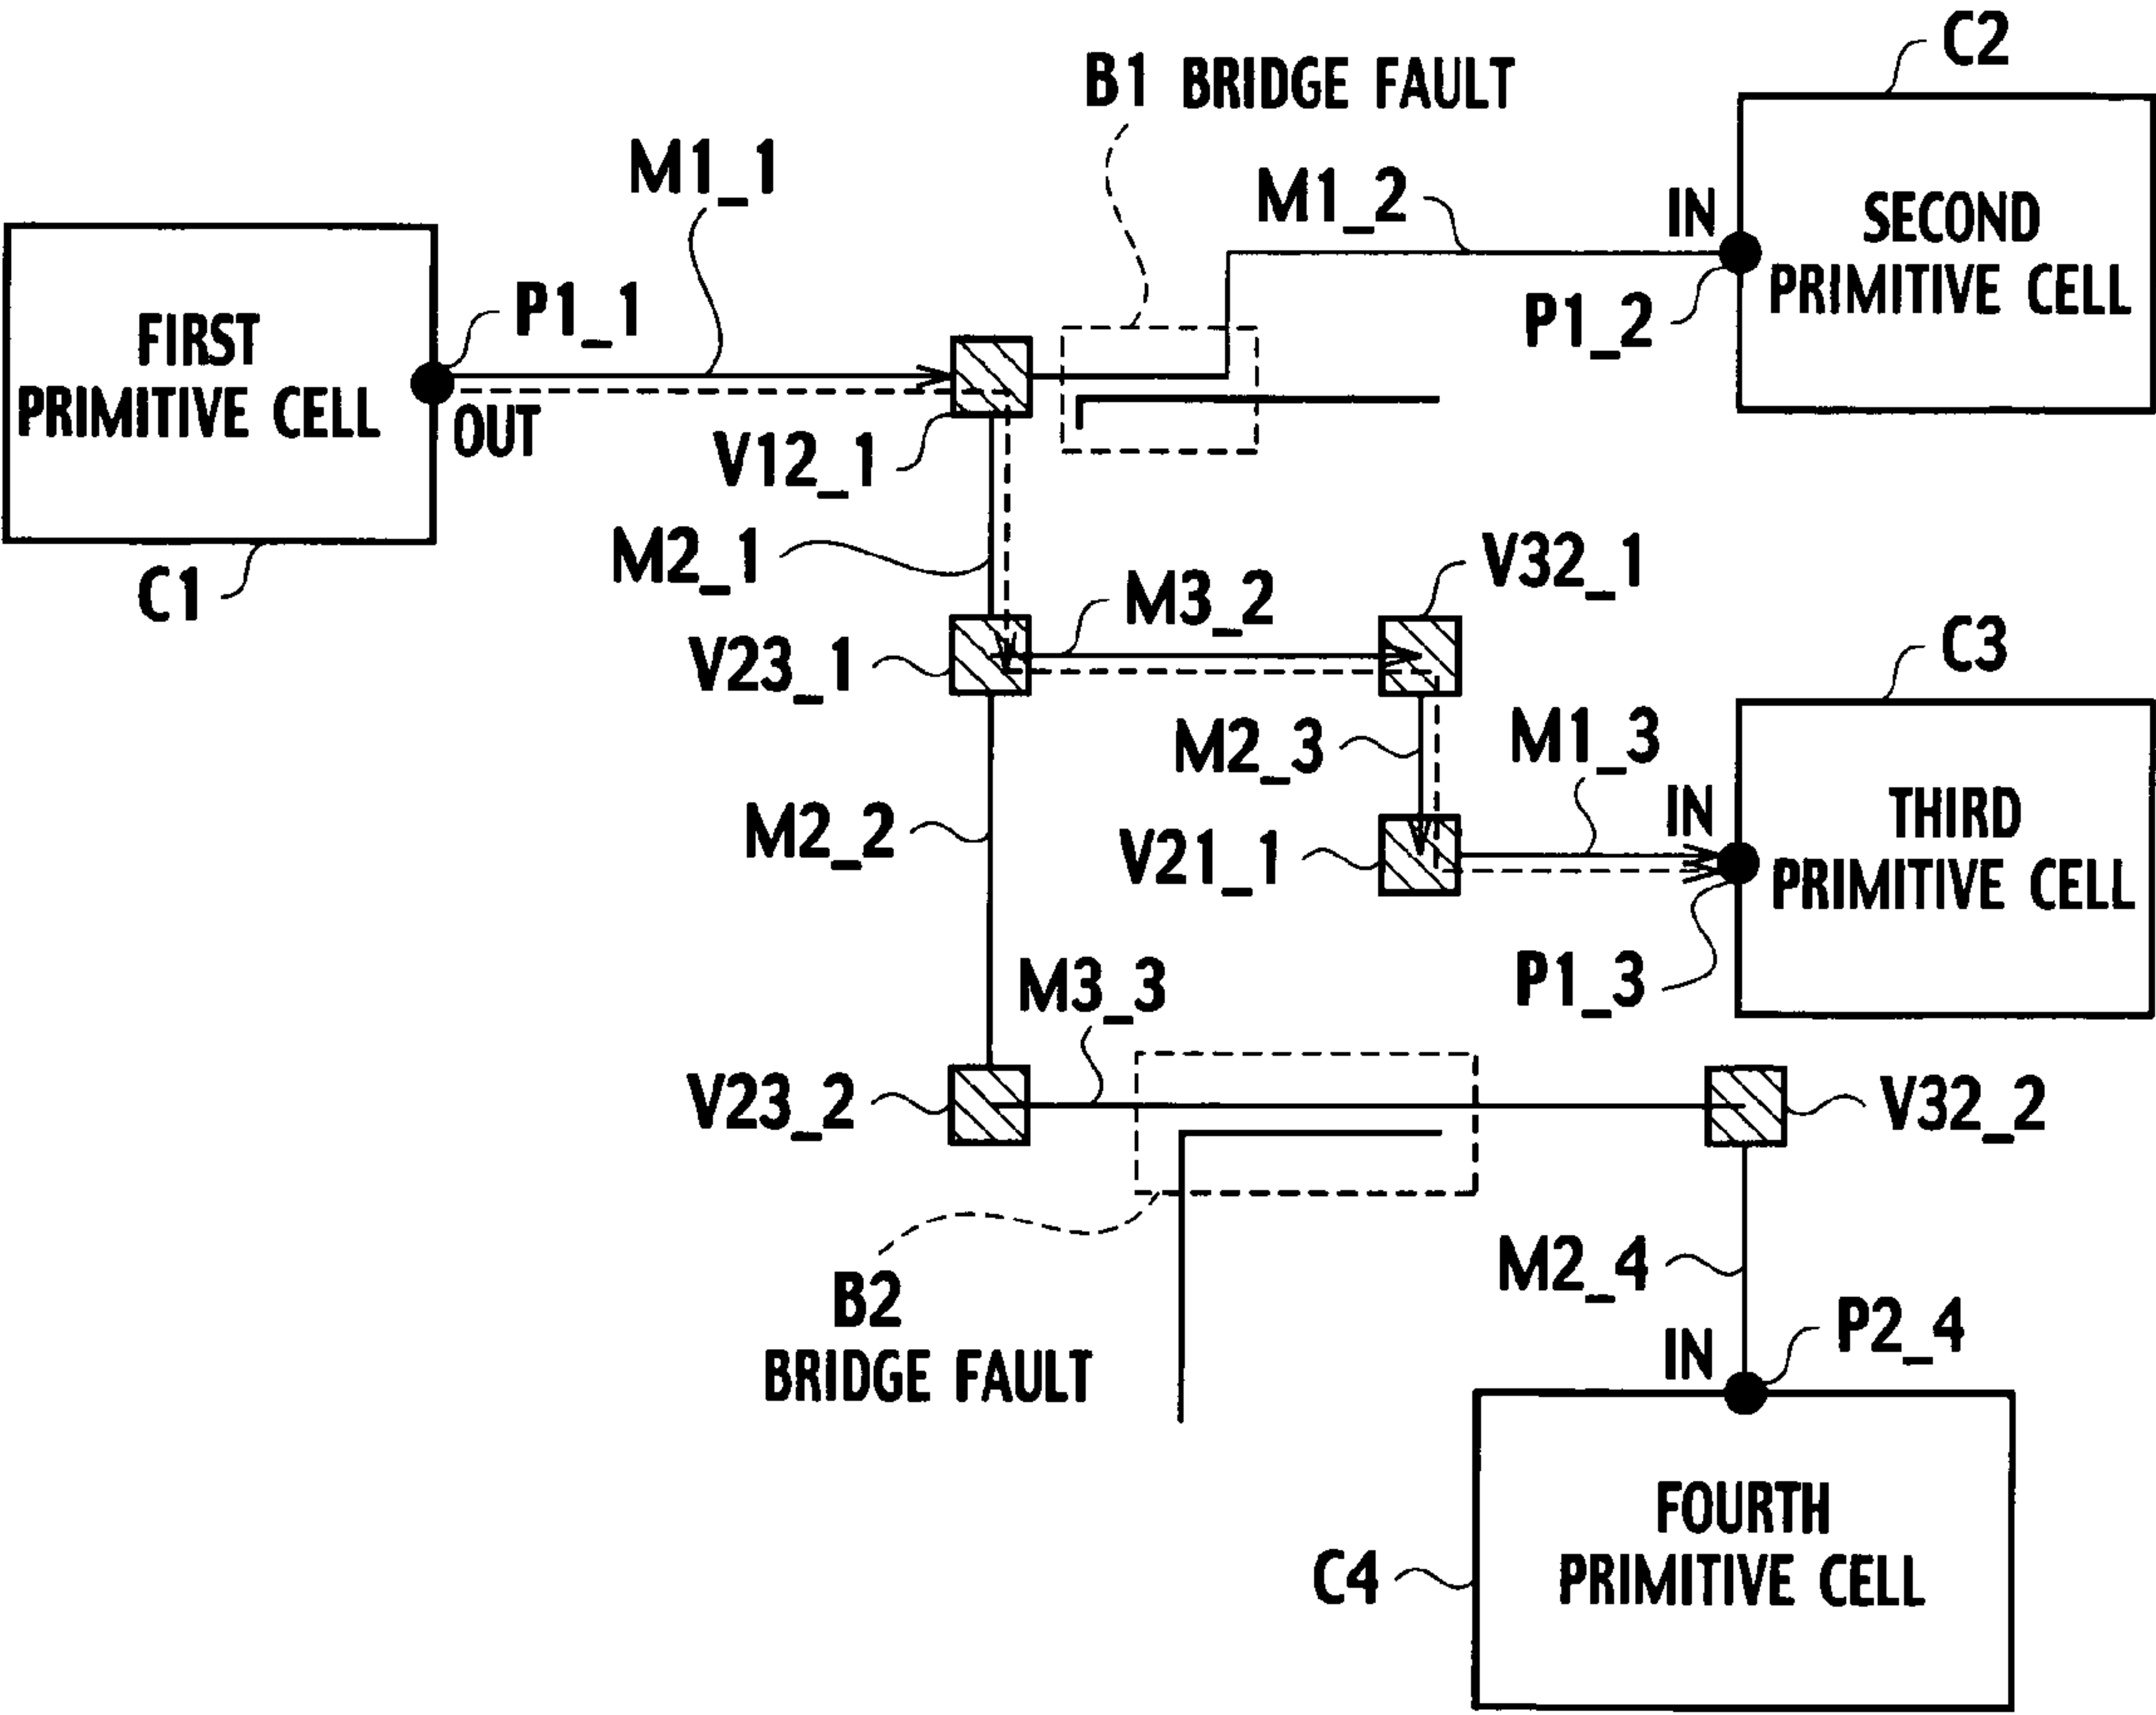 C2
B1 BRIDGE FAULT
M1_1
M1_2
IN
SECOND
PRIMITIVE CELL
P1_1
P1_2
FIRST
PRIMITIVE CELL
OUT
V12_1
M2_1
V32_1
C1
M3_2
C3
V23_1
M2_3
M1_3
IN
THIRD
PRIMITIVE CELL
M2_2
V21_1
P1_3
M3_3
V23_2
V32_2
M2_4
B2
BRIDGE FAULT
IN
P2_4
FOURTH
PRIMITIVE CELL
C4